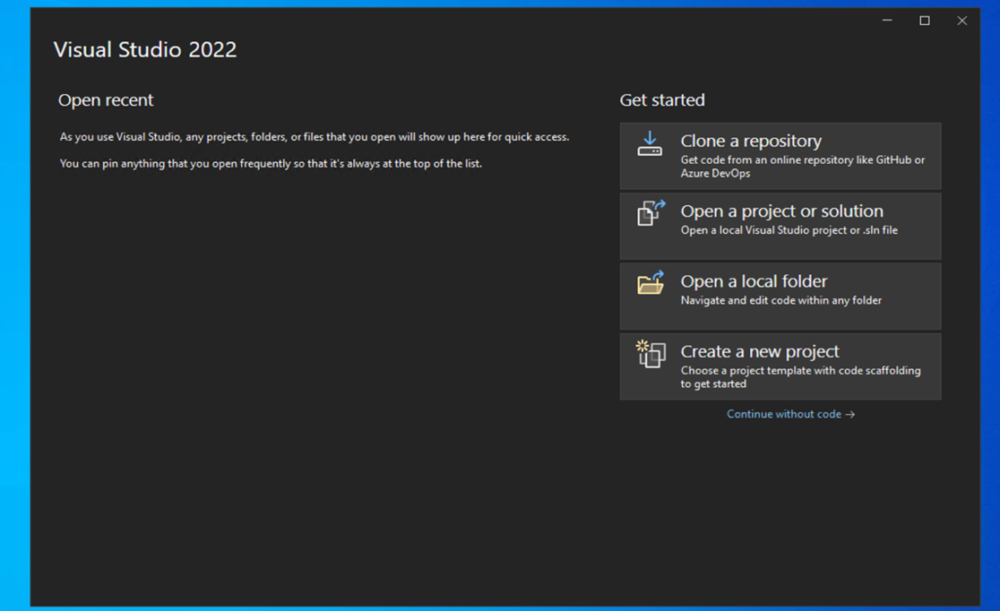 Visual Studio 2022
Open recent
As you use Visual Studio, any projects, folders, or files that you open will show up here for quick access.
You can pin anything that you open frequently so that it's always at the top of the list.
Get started
Clone a repository
Get code from an online repository like GitHub or
Azure DevOps
Open a project or solution
Open a local Visual Studio project or .sln file
Open a local folder
Navigate and edit code within any folder
Create a new project
Choose a project template with code scaffolding
to get started
Continue without code →